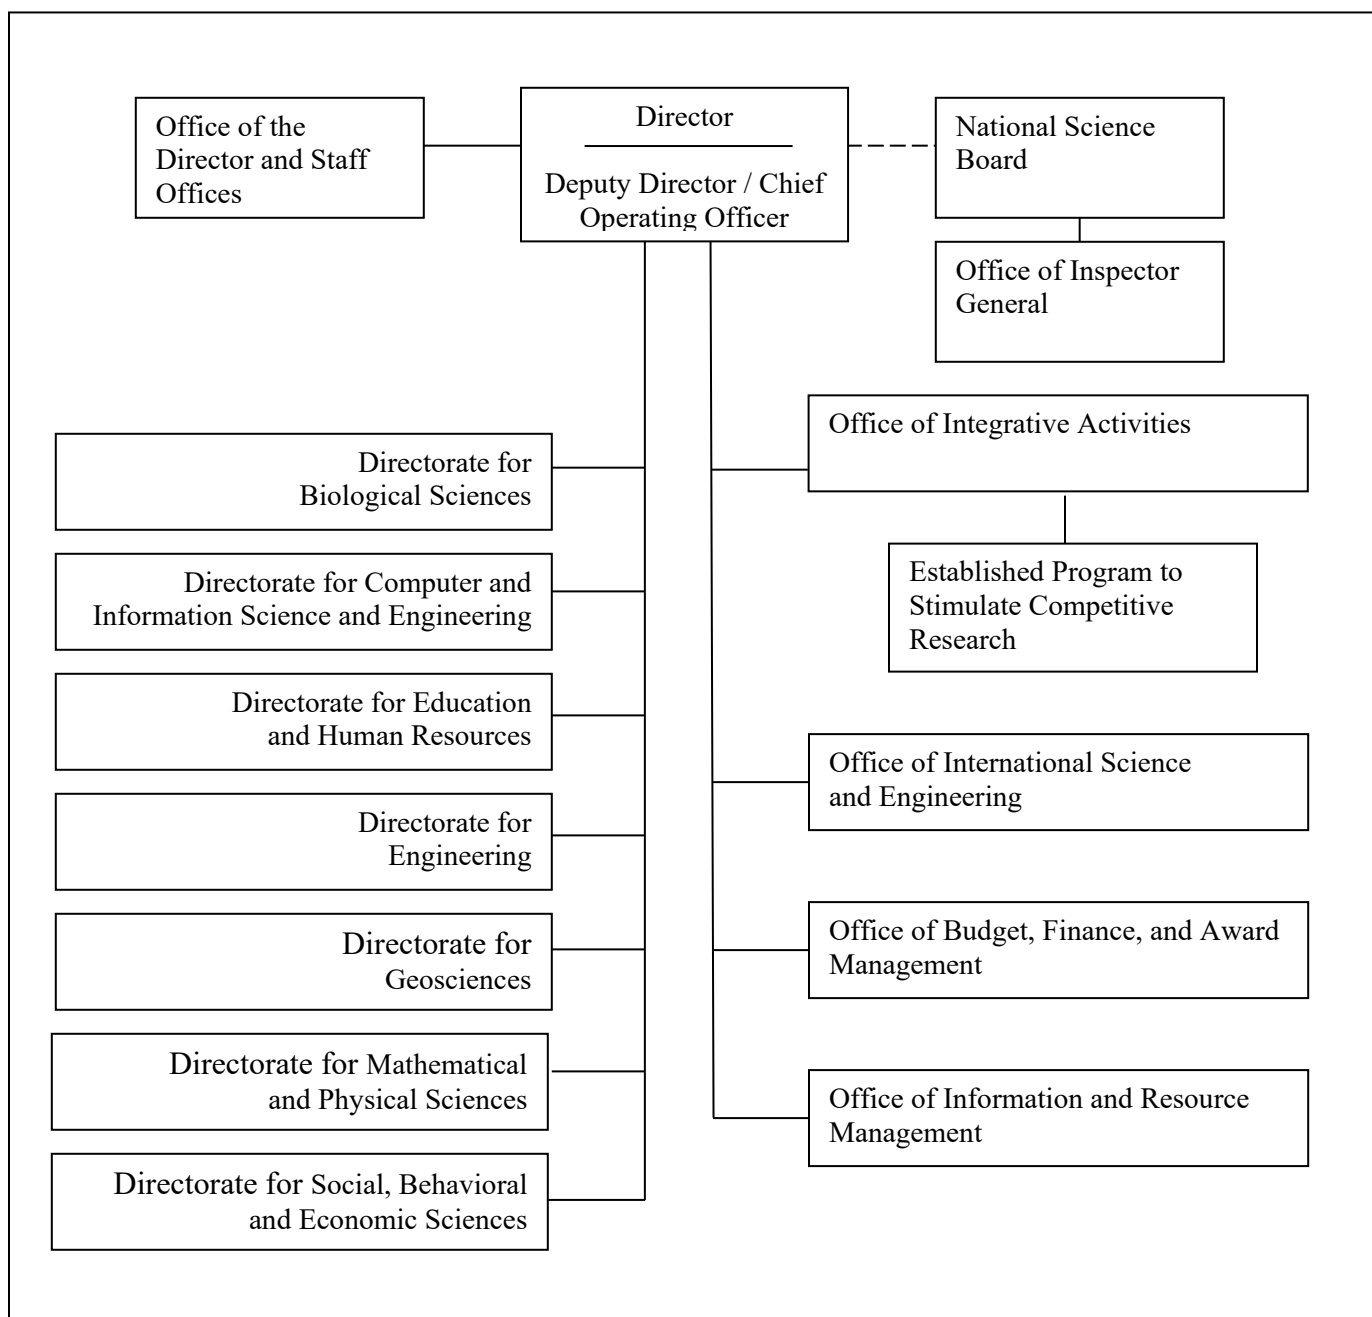 Office of the
Director and Staff
Offices
Director
Deputy Director / Chief
Operating Officer
National Science
Board
Office of Inspector
General
Directorate for
Biological Sciences
Directorate for Computer and
Information Science and Engineering
Directorate for Education
and Human Resources
Directorate for
Engineering
Directorate for
Geosciences
Directorate for Mathematical
and Physical Sciences
Directorate for Social, Behavioral
and Economic Sciences
Office of Integrative Activities
Established Program to
Stimulate Competitive
Research
Office of International Science
and Engineering
Office of Budget, Finance, and Award
Management
Office of Information and Resource
Management